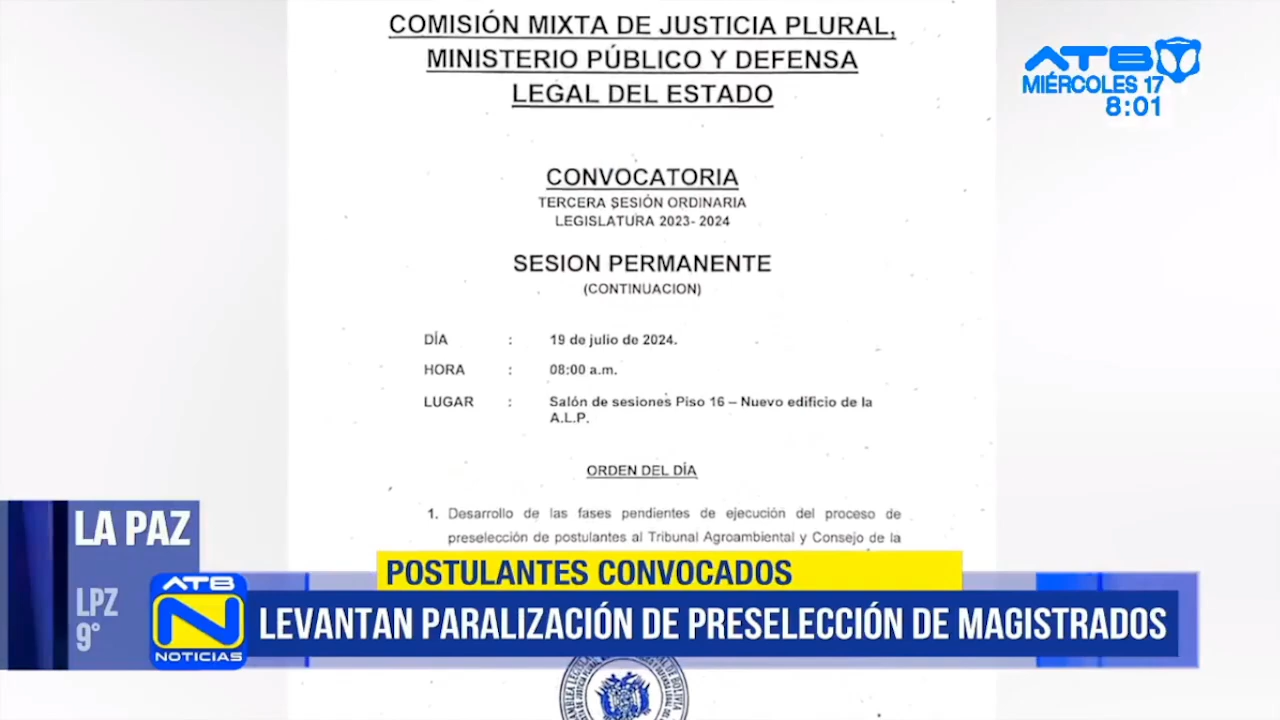 COMISIÓN MIXTA DE JUSTICIA PLURAL,
MINISTERIO PÚBLICO Y DEFENSA
LEGAL DEL ESTADO
ATB
MIÉRCOLES 17
8:01
CONVOCATORIA
TERCERA SESIÓN ORDINARIA
LEGISLATURA 2023- 2024
SESION PERMANENTE
(CONTINUACION)
DÍA : 19 de julio de 2024.
HORA : 08:00 a.m.
LUGAR : Salón de sesiones Piso 16 – Nuevo edificio de la
A.L.P.
ORDEN DEL DÍA
1. Desarrollo de las fases pendientes de ejecución del proceso de
preselección de postulantes al Tribunal Agroambiental y Consejo de la
LA PAZ
LPZ
9°
POSTULANTES CONVOCADOS
ATB
N
NOTICIAS
LEVANTAN PARALIZACIÓN DE PRESELECCIÓN DE MAGISTRADOS